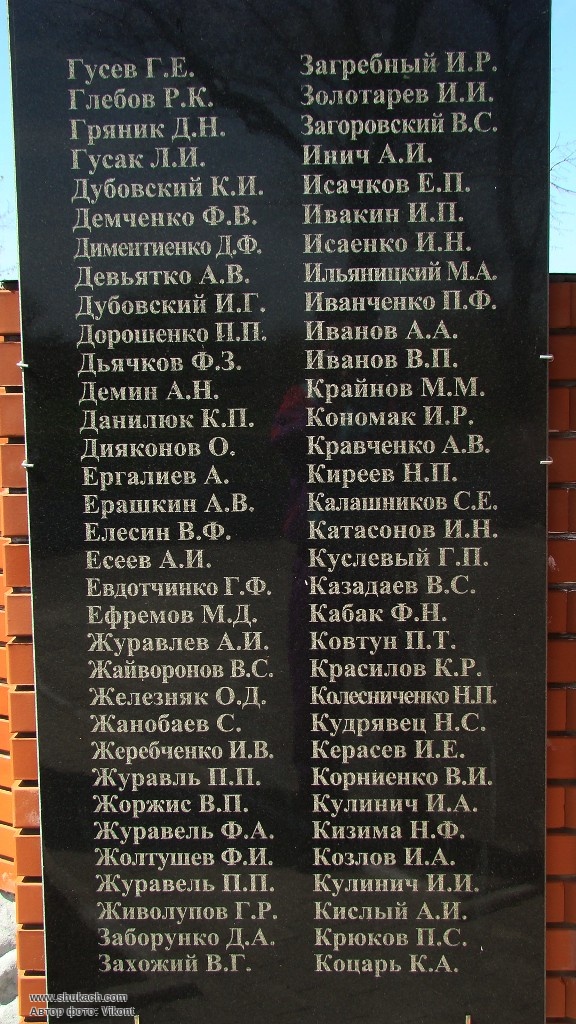 Гусев Г.Е.
Глебов Р.К.
Гряник Д.Н.
Гусак Л.И.
Дубовский К.И.
Демченко Ф.В.
Диментиенко Д.Ф.
Девьятко А.В.
Дубовский И.Г.
Дорошенко П.П.
Дьячков Ф.З.
Демин А.Н.
Данилюк К.П.
Дияконов О.
Ергалиев А.
Ерашкин А.В.
Елесин В.Ф.
Есеев А.И.
Евдотчинко Г.Ф.
Ефремов М.Д.
Журавлев А.И.
Жайворонов В.С.
Железняк О.Д.
Жанобаев С.
Жеребченко И.В.
Журавль П.П.
Жоржис В.П.
Журавель Ф.А.
Жолтушев Ф.И.
Журавель П.П.
Живолупов Г.Р.
Заборунко Д.А.
Захожий В.Г.
Загребный И.Р.
Золотарев И.И.
Загоровский В.С.
Инич А.И.
Исачков Е.П.
Ивакин И.П.
Исаенко И.Н.
Ильяницкий М.А.
Иванченко П.Ф.
Иванов А.А.
Иванов В.П.
Крайнов М.М.
Кономак И.Р.
Кравченко А.В.
Киреев Н.П.
Калашников С.Е.
Катасонов И.Н.
Куслевый Г.П.
Казадаев В.С.
Кабак Ф.Н.
Ковтун П.Т.
Красилов К.Р.
Колесниченко Н.П.
Кудрявец Н.С.
Керасев И.Е.
Корниенко В.И.
Кулинич И.А.
Кизима Н.Ф.
Козлов И.А.
Кулинич И.И.
Кислый А.И.
Крюков П.С.
Коцарь К.А.
www.shukach.com
Автор фото: Vikont